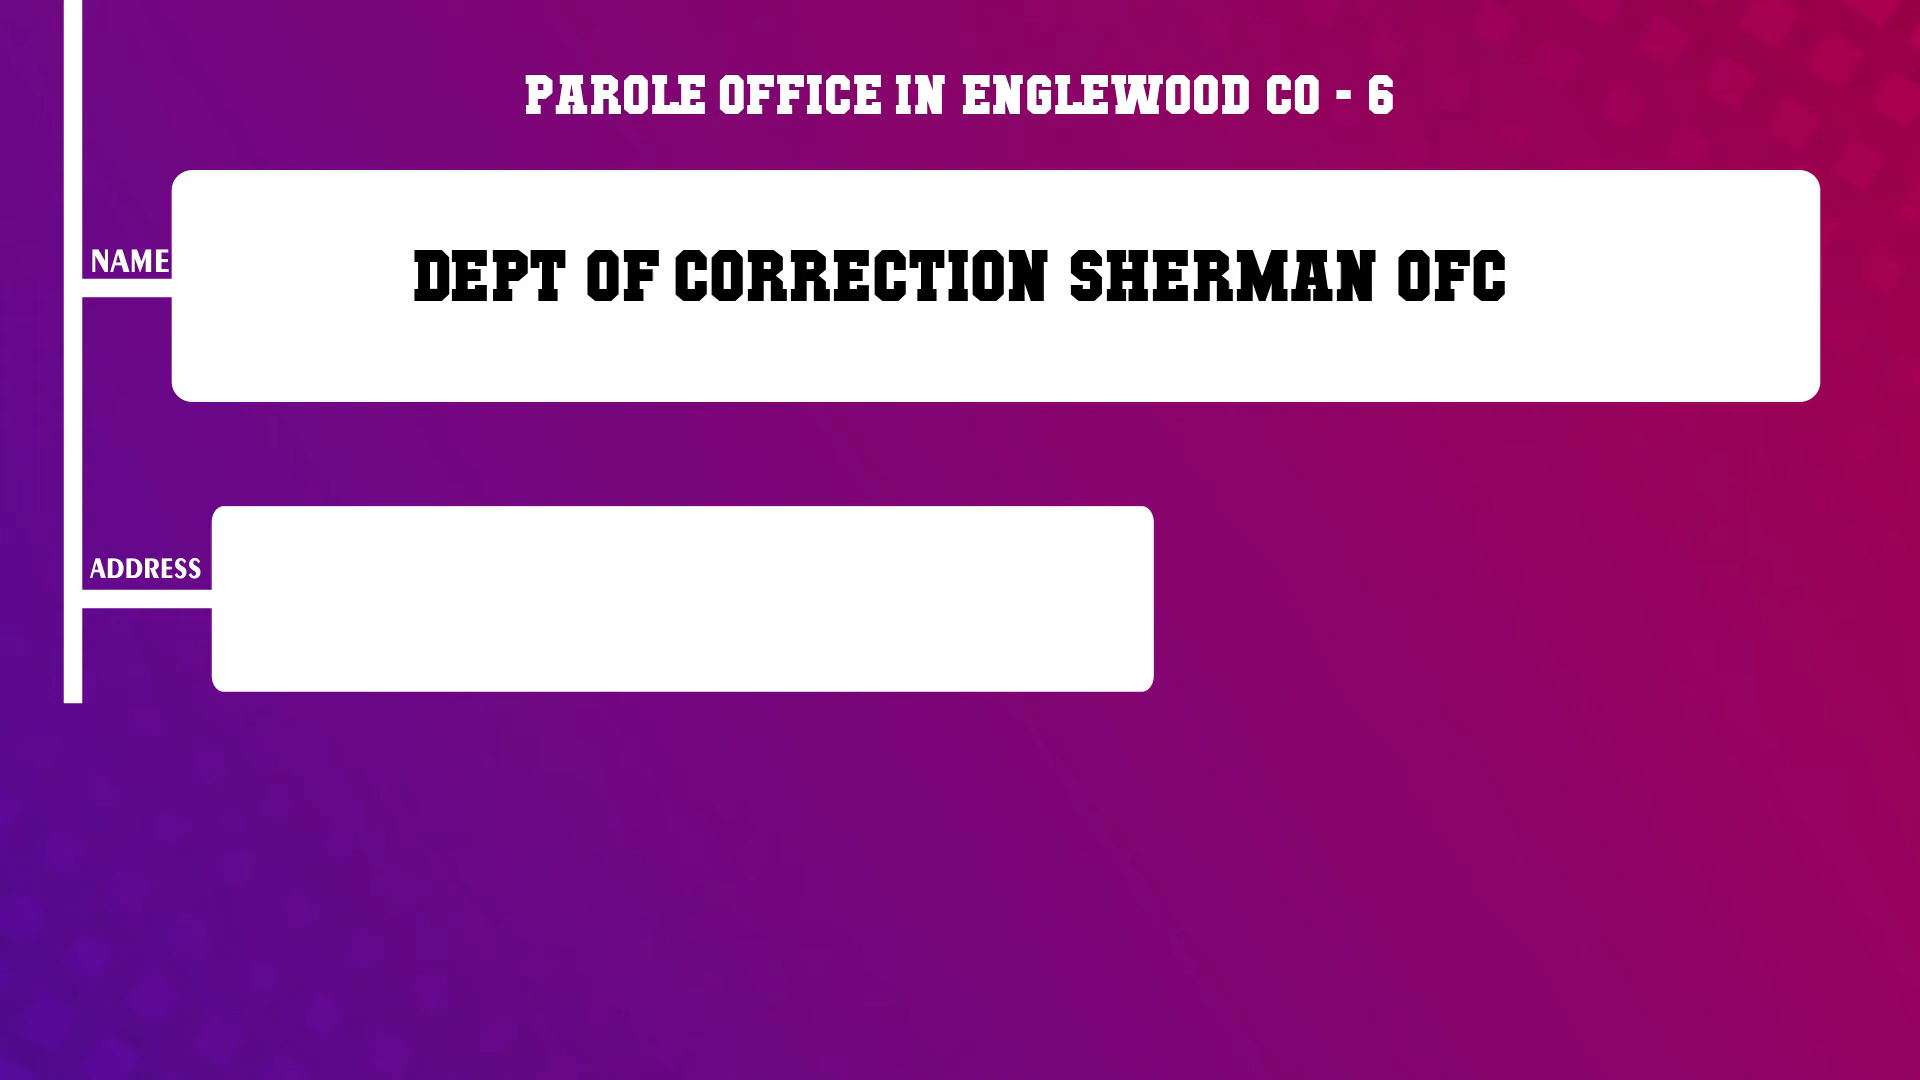 PAROLE OFFICE IN ENGLEWOOD CO - 6
NAME
DEPT OF CORRECTION SHERMAN OFC
ADDRESS